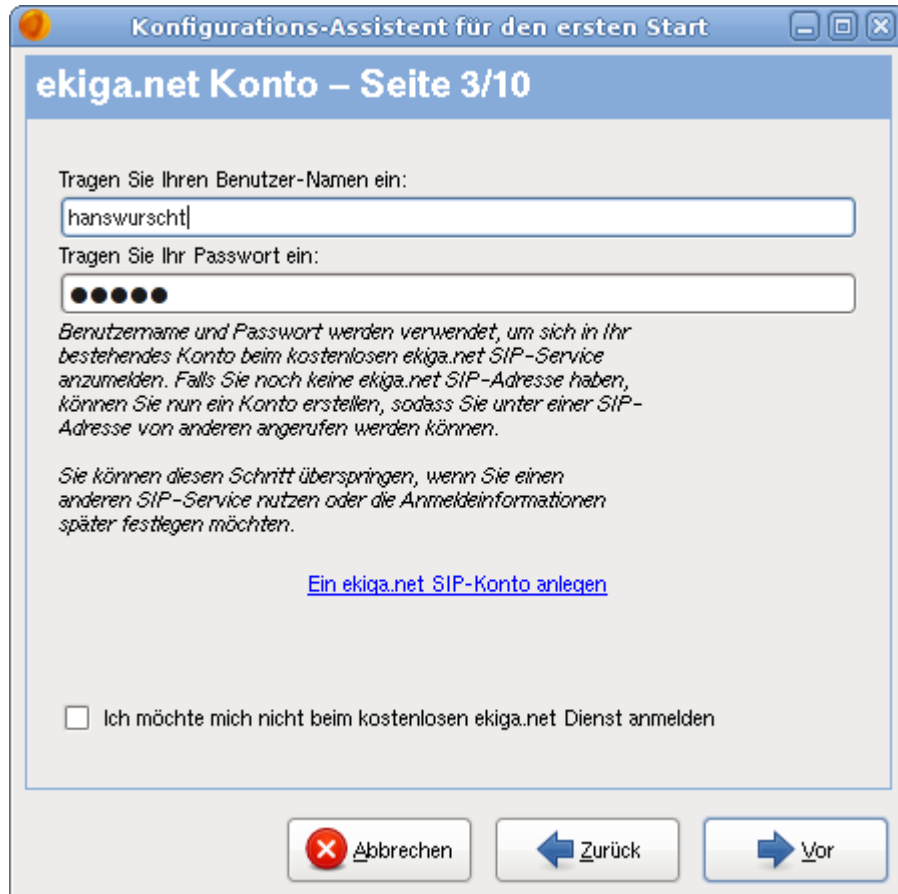 Konfigurations-Assistent für den ersten Start
ekiga.net Konto – Seite 3/10
Tragen Sie Ihren Benutzer-Namen ein:
hanswurscht
Tragen Sie Ihr Passwort ein:
●●●●●
Benutzername und Passwort werden verwendet, um sich in Ihr
bestehendes Konto beim kostenlosen ekiga.net SIP-Service
anzumelden. Falls Sie noch keine ekiga.net SIP-Adresse haben,
können Sie nun ein Konto erstellen, sodass Sie unter einer SIP-
Adresse von anderen angerufen werden können.
Sie können diesen Schritt überspringen, wenn Sie einen
anderen SIP-Service nutzen oder die Anmeldeinformationen
später festlegen möchten.
Ein ekiga.net SIP-Konto anlegen
Ich möchte mich nicht beim kostenlosen ekiga.net Dienst anmelden
Abbrechen
Zurück
Vor